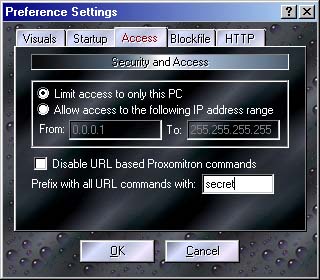 Preference Settings
Visuals Startup Access Blockfile HTTP
Security and Access
Limit access to only this PC
Allow access to the following IP address range
From: 0.0.0.1 To: 255.255.255.255
Disable URL based Proxomitron commands
Prefix with all URL commands with: secret
OK Cancel